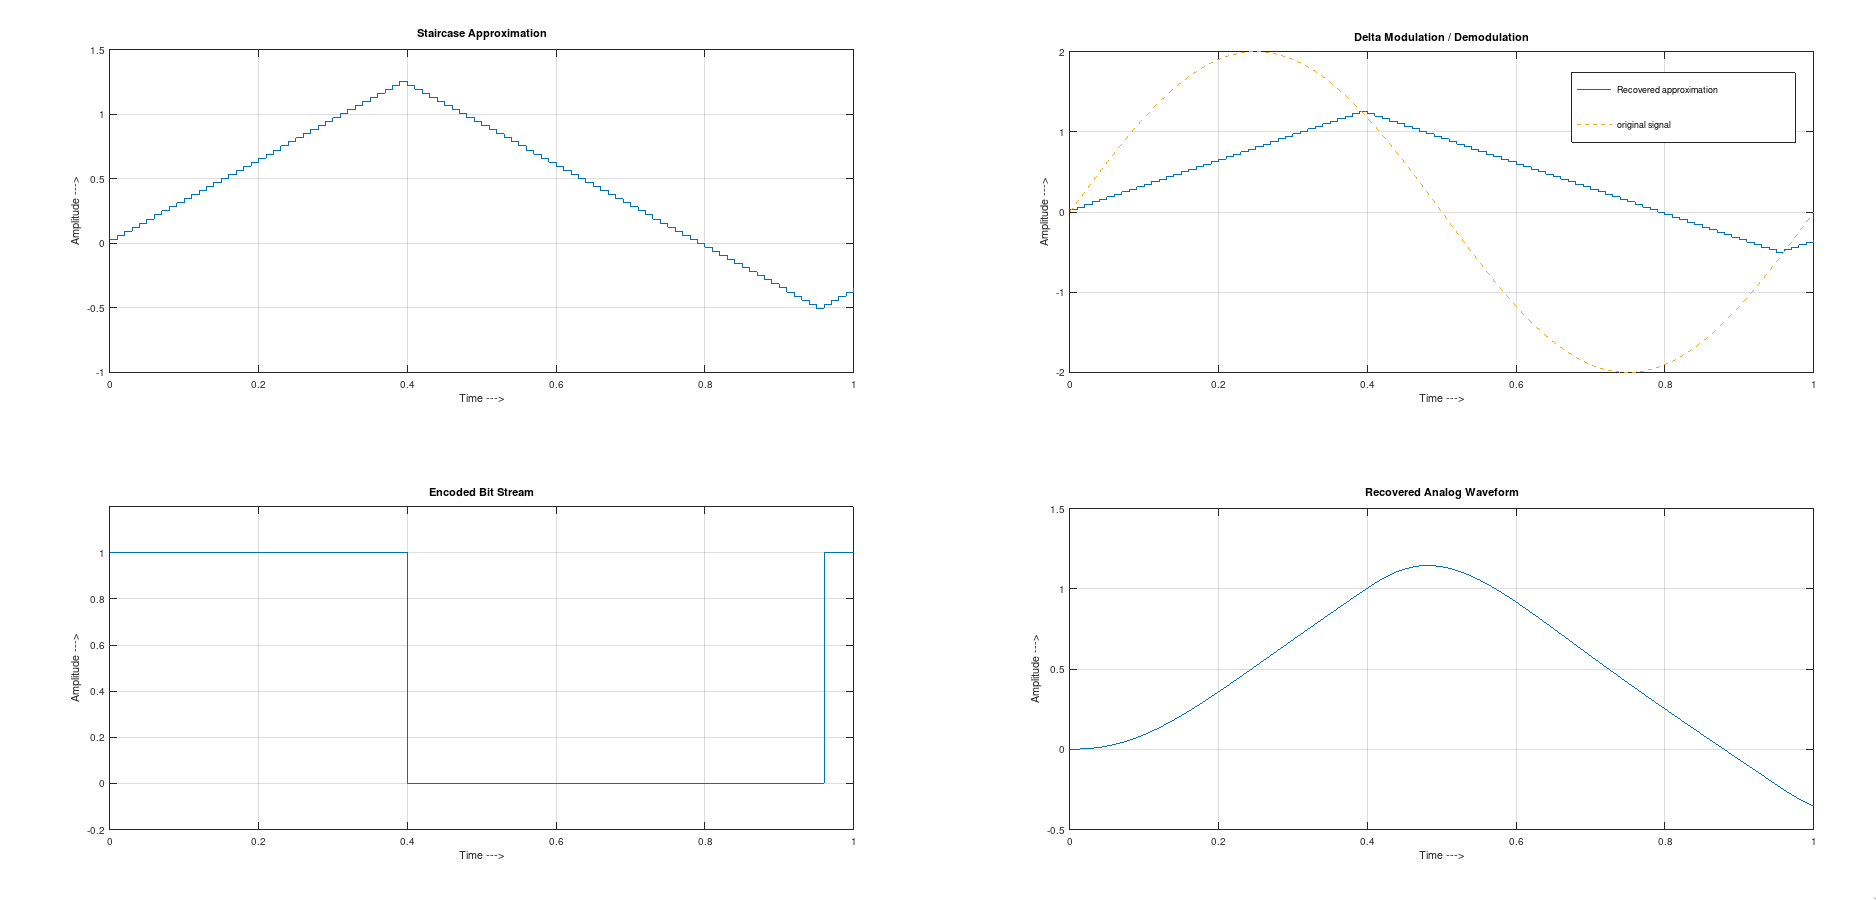 Staircase Approximation
1.5
1
0.5
0
-0.5
-1
Amplitude --->
0 0.2 0.4 0.6 0.8 1
Time --->
Delta Modulation / Demodulation
2
1
0
-1
-2
Amplitude --->
Recovered approximation
original signal
0 0.2 0.4 0.6 0.8 1
Time --->
Encoded Bit Stream
1
0.8
0.6
0.4
0.2
0
-0.2
Amplitude --->
0 0.2 0.4 0.6 0.8 1
Time --->
Recovered Analog Waveform
1.5
1
0.5
0
-0.5
Amplitude --->
0 0.2 0.4 0.6 0.8 1
Time --->